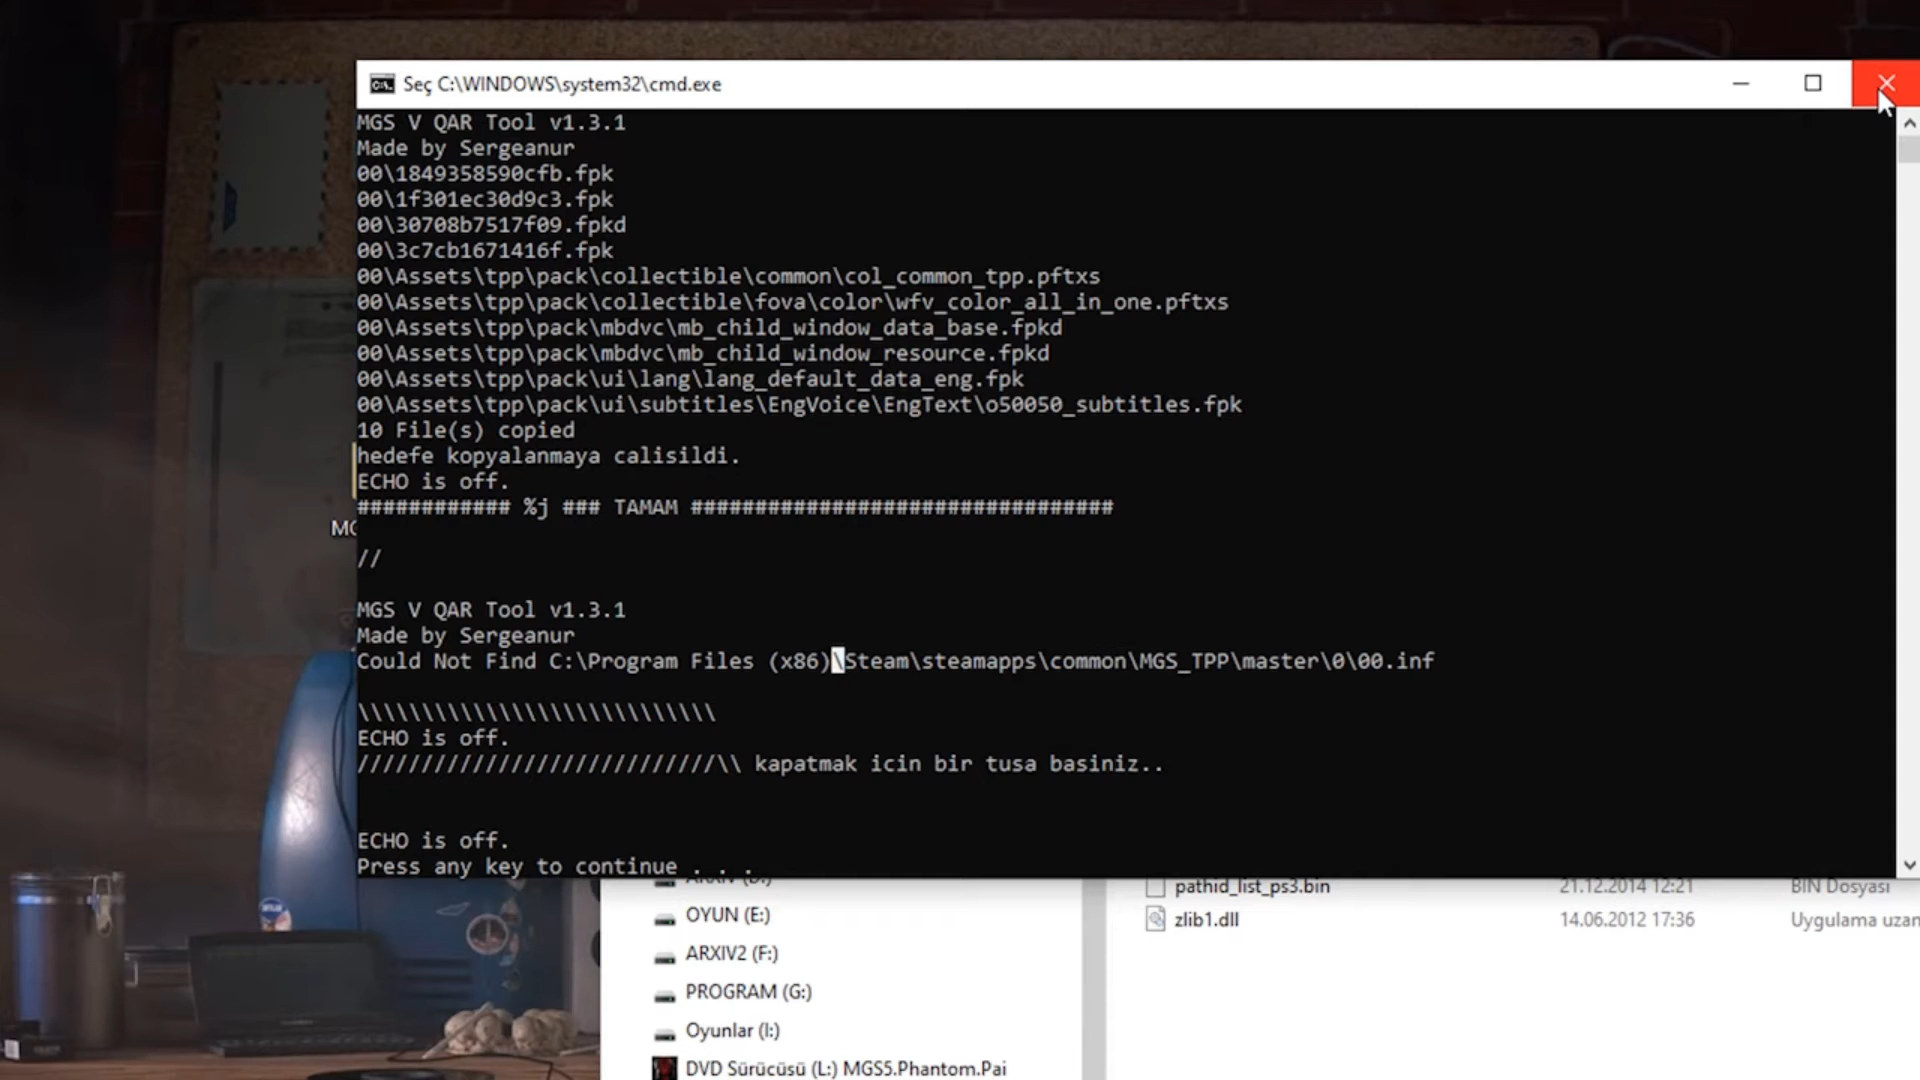 Seç C:\WINDOWS\system32\cmd.exe
MGS V QAR Tool v1.3.1
Made by Sergeanur
00\1849358590cfb.fpk
00\1f301ec30d9c3.fpk
00\30708b7517f09.fpkd
00\3c7cb1671416f.fpk
00\Assets\tpp\pack\collectible\common\col_common_tpp.pftxs
00\Assets\tpp\pack\collectible\fova\color\wfv_color_all_in_one.pftxs
00\Assets\tpp\pack\mbdvc\mb_child_window_data_base.fpkd
00\Assets\tpp\pack\mbdvc\mb_child_window_resource.fpkd
00\Assets\tpp\pack\ui\lang\lang_default_data_eng.fpk
00\Assets\tpp\pack\ui\subtitles\EngVoice\EngText\o50050_subtitles.fpk
10 File(s) copied
hedefe kopyalanmaya calisildi.
ECHO is off.
############ %j ### TAMAM #################################
//
MGS V QAR Tool v1.3.1
Made by Sergeanur
Could Not Find C:\Program Files (x86)\Steam\steamapps\common\MGS_TPP\master\0\00.inf
\\\\\\\\\\\\\\\\\\\\\\\\\\\\
ECHO is off.
////////////////////////////\\ kapatmak icin bir tusa basiniz..
ECHO is off.
Press any key to continue . . .
pathid_list_ps3.bin 21.12.2014 12:21 BIN Dosyası
OYUN (E:)
zlib1.dll 14.06.2012 17:36 Uygulama uzan
ARXIV2 (F:)
PROGRAM (G:)
Oyunlar (I:)
DVD Sürücüsü (L:) MGS5.Phantom.Pai